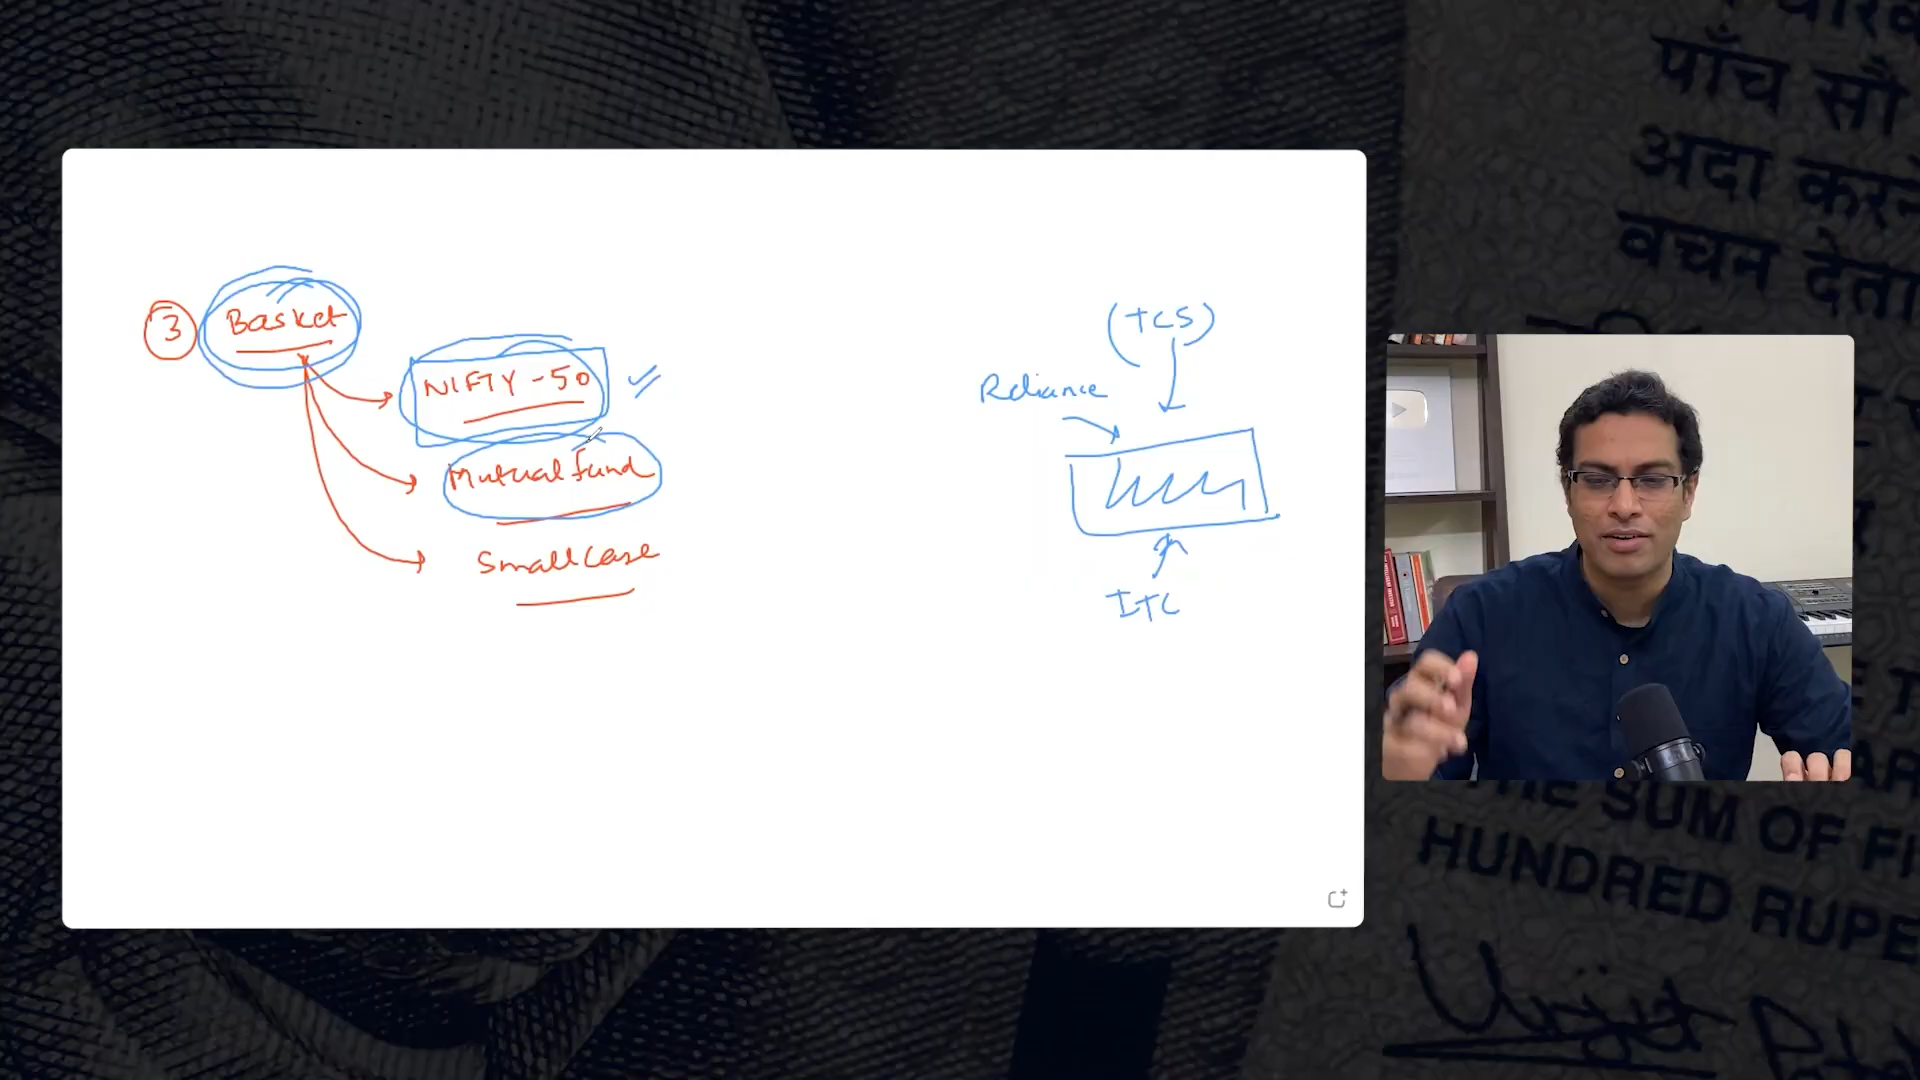 ③ Basket
NIFTY-50
Mutual fund
Smallcase
(TCS)
Reliance
ITC
पाँच सौ
अदा करने
वचन देता
THE SUM OF FI
HUNDRED RUPE